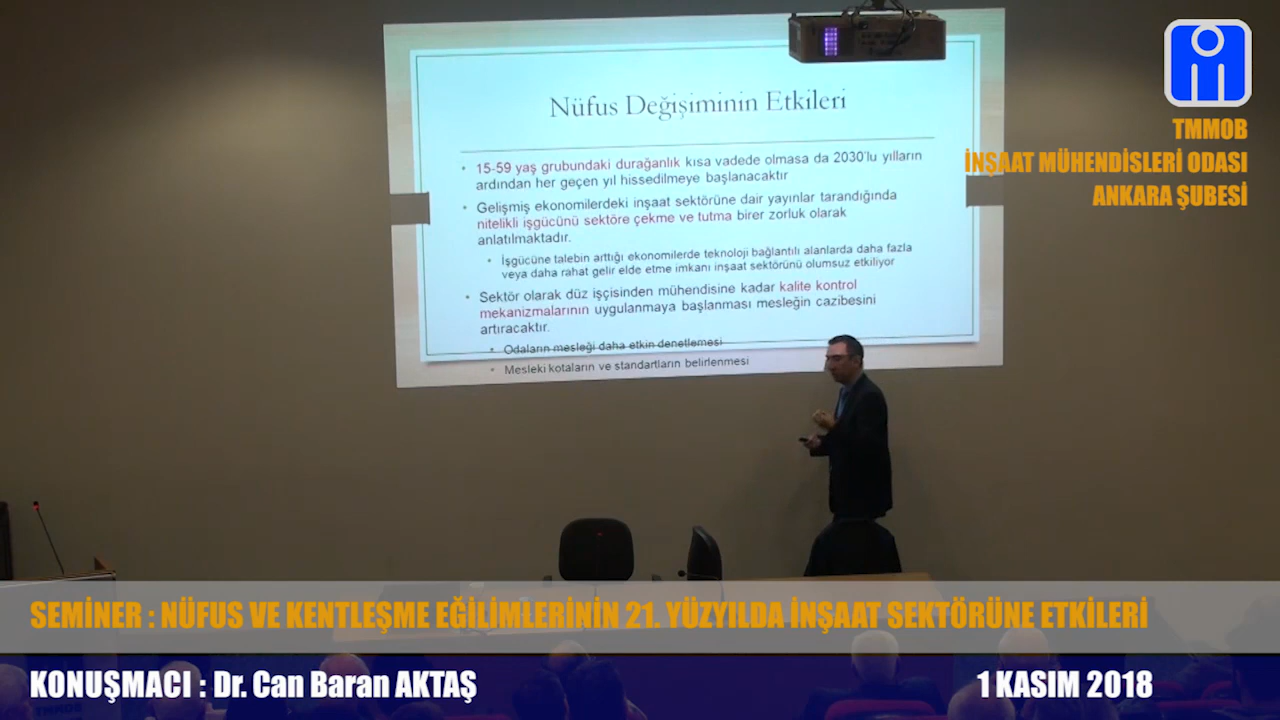 Nüfus Değişiminin Etkileri
• 15-59 yaş grubundaki durağanlık kısa vadede olmasa da 2030'lu yılların
ardından her geçen yıl hissedilmeye başlanacaktır
• Gelişmiş ekonomilerdeki inşaat sektörüne dair yayınlar tarandığında
nitelikli işgücünü sektöre çekme ve tutma birer zorluk olarak
anlatılmaktadır.
• İşgücüne talebin arttığı ekonomilerde teknoloji bağlantılı alanlarda daha fazla
veya daha rahat gelir elde etme imkanı inşaat sektörünü olumsuz etkiliyor
• Sektör olarak düz işçisinden mühendisine kadar kalite kontrol
mekanizmalarının uygulanmaya başlanması mesleğin cazibesini
artıracaktır.
• Odaların mesleği daha etkin denetlemesi
• Mesleki kotaların ve standartların belirlenmesi
TMMOB
İNŞAAT MÜHENDİSLERİ ODASI
ANKARA ŞUBESİ
SEMİNER : NÜFUS VE KENTLEŞME EĞİLİMLERİNİN 21. YÜZYILDA İNŞAAT SEKTÖRÜNE ETKİLERİ
KONUŞMACI : Dr. Can Baran AKTAŞ
1 KASIM 2018
TMMOB